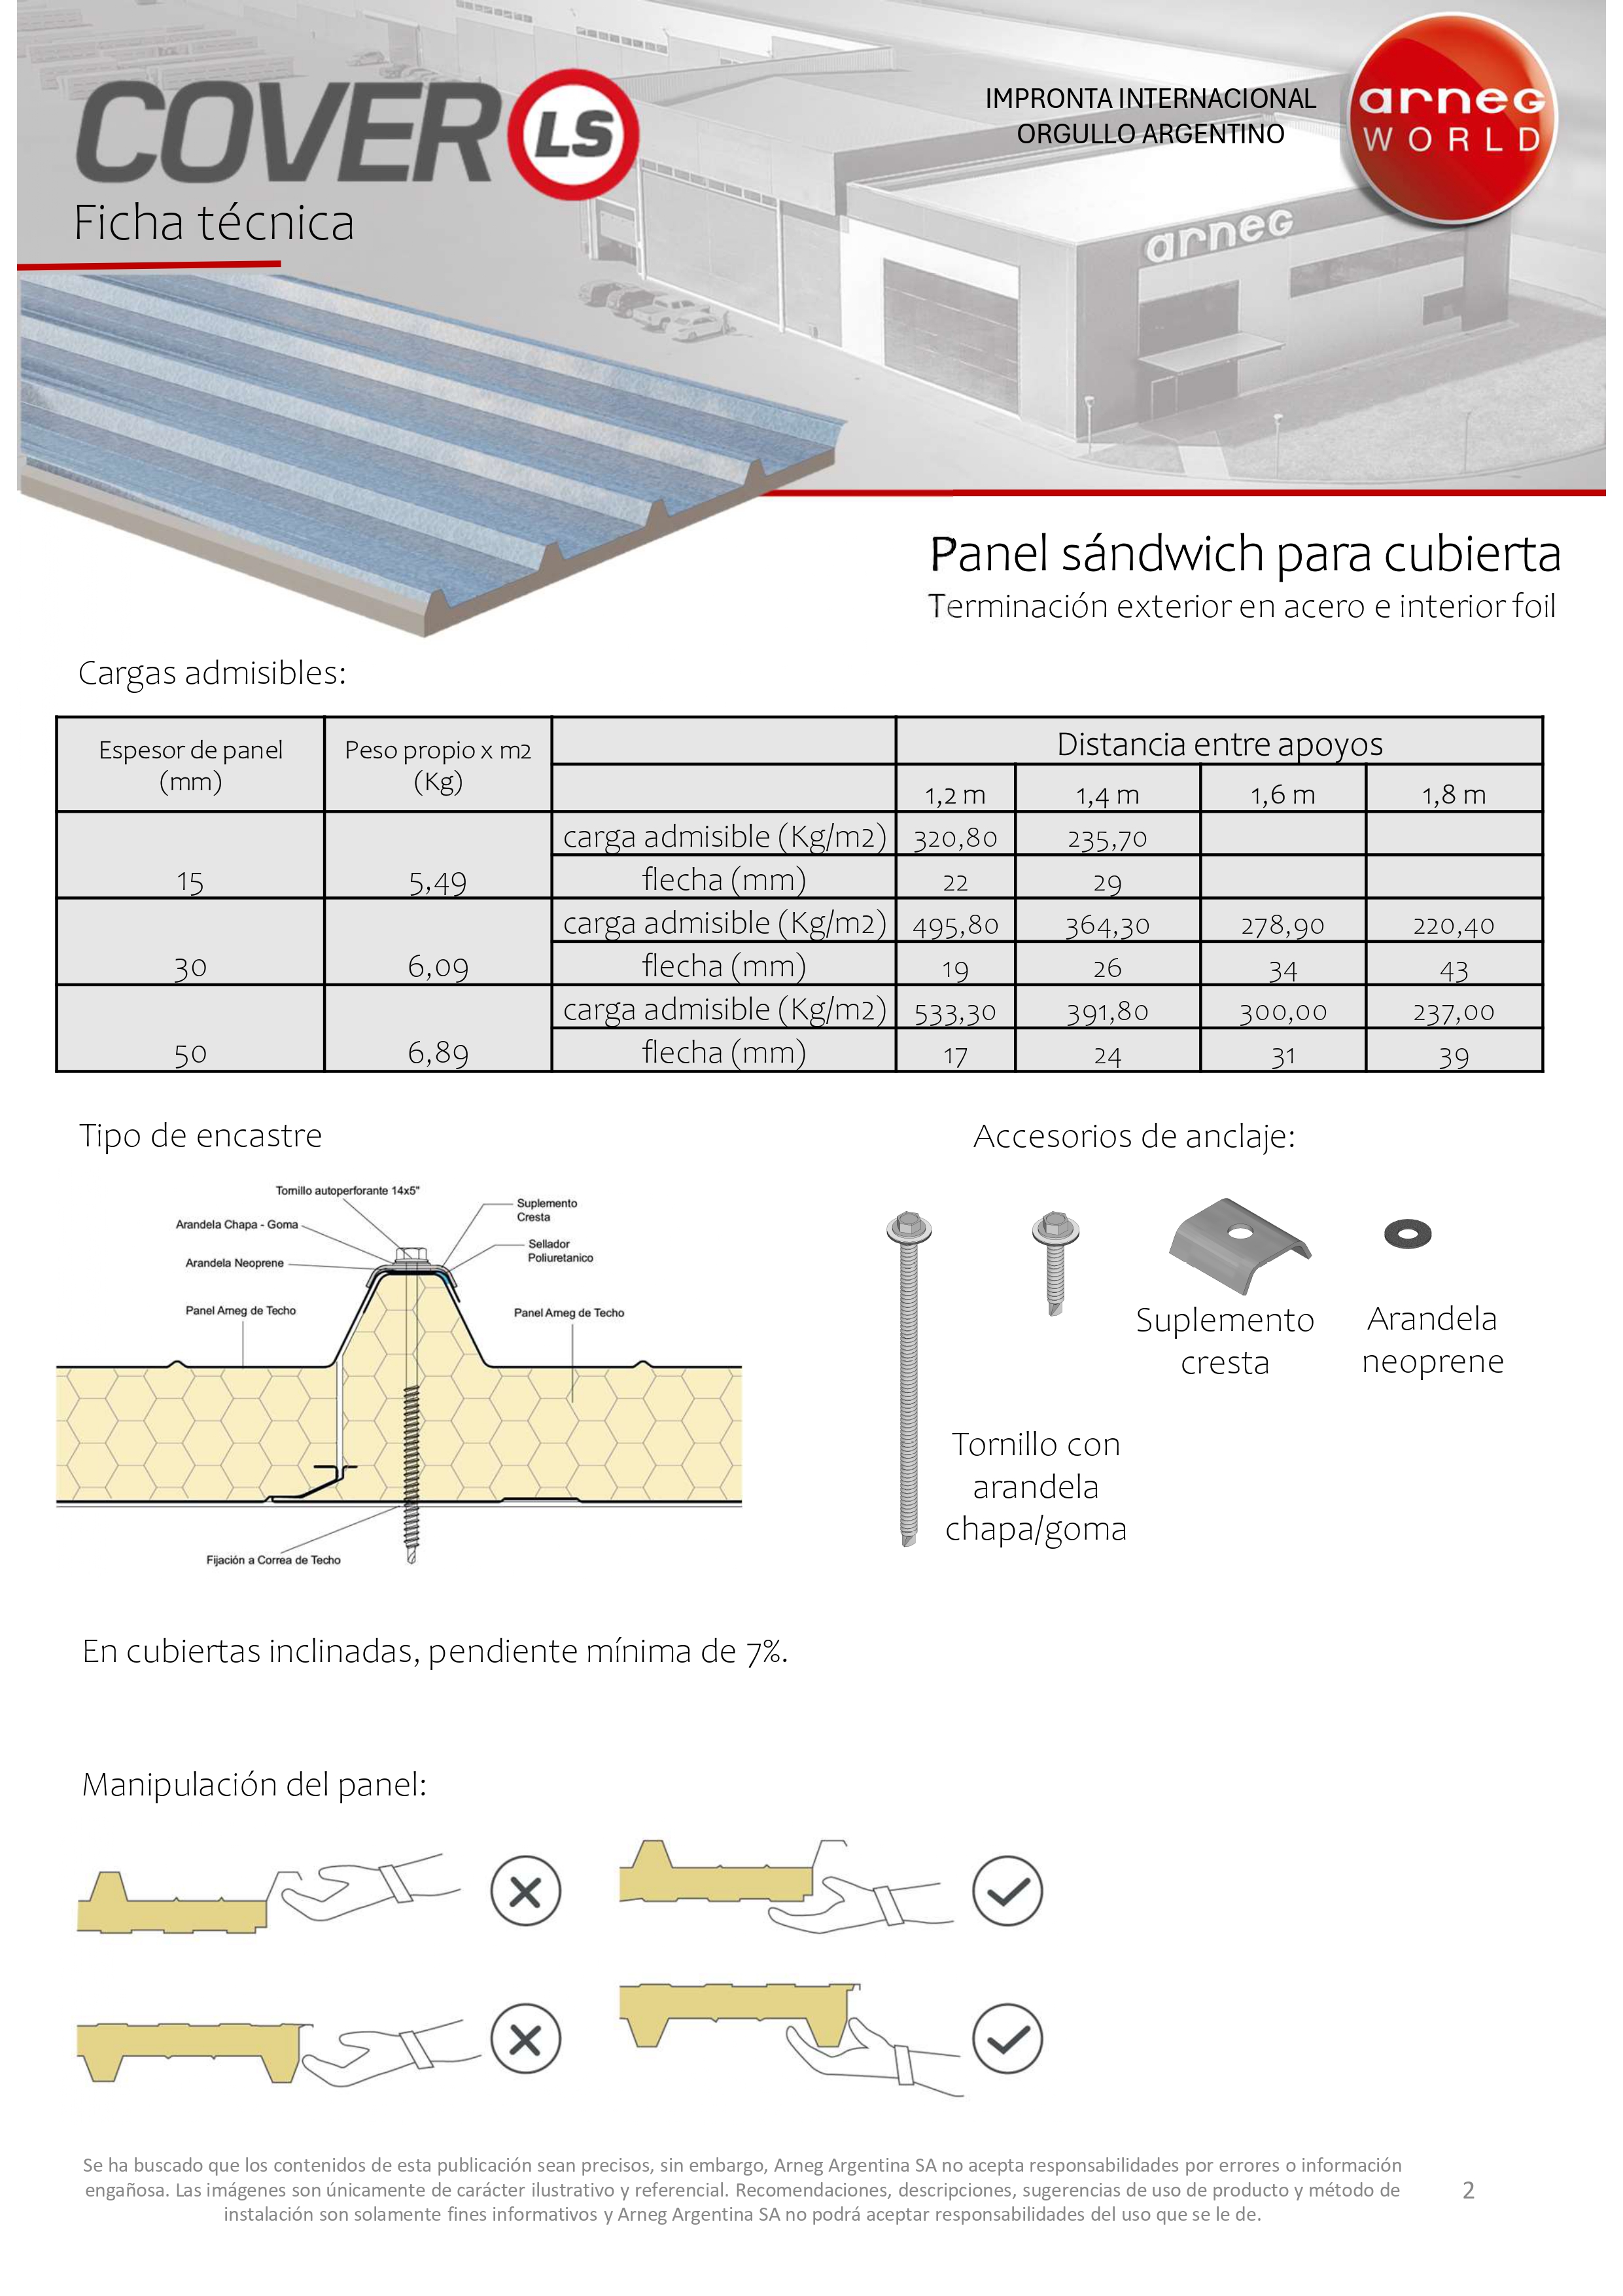 COVER LS
Ficha técnica
IMPRONTA INTERNACIONAL
ORGULLO ARGENTINO
arneg
WORLD
arneg
Panel sándwich para cubierta
Terminación exterior en acero e interior foil
Cargas admisibles:
Espesor de panel (mm) Peso propio x m2 (Kg) Distancia entre apoyos
1,2 m 1,4 m 1,6 m 1,8 m
carga admisible (Kg/m2) 320,80 235,70
15 5,49 flecha (mm) 22 29
carga admisible (Kg/m2) 495,80 364,30 278,90 220,40
30 6,09 flecha (mm) 19 26 34 43
carga admisible (Kg/m2) 533,30 391,80 300,00 237,00
50 6,89 flecha (mm) 17 24 31 39
Tipo de encastre
Tornillo autoperforante 14x5"
Arandela Chapa - Goma
Arandela Neoprene
Panel Arneg de Techo
Suplemento
Cresta
Sellador
Poliuretanico
Panel Arneg de Techo
Fijación a Correa de Techo
Accesorios de anclaje:
Suplemento
cresta
Arandela
neoprene
Tornillo con
arandela
chapa/goma
En cubiertas inclinadas, pendiente mínima de 7%.
Manipulación del panel:
Se ha buscado que los contenidos de esta publicación sean precisos, sin embargo, Arneg Argentina SA no acepta responsabilidades por errores o información
engañosa. Las imágenes son únicamente de carácter ilustrativo y referencial. Recomendaciones, descripciones, sugerencias de uso de producto y método de
instalación son solamente fines informativos y Arneg Argentina SA no podrá aceptar responsabilidades del uso que se le de.
2